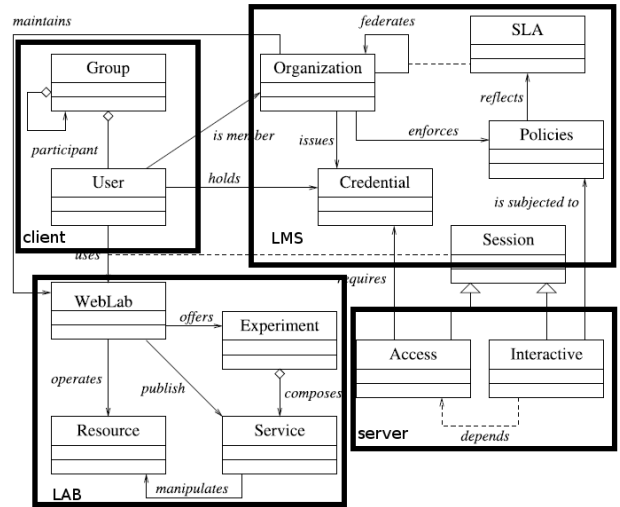 maintains
federates
SLA
Group
Organization
reflects
is member
issues
enforces
Policies
participant
User
holds
Credential
is subjected to
client
LMS
Session
uses
requires
WebLab
offers
Experiment
Access
Interactive
operates
publish
composes
Resource
Service
server
depends
LAB
manipulates